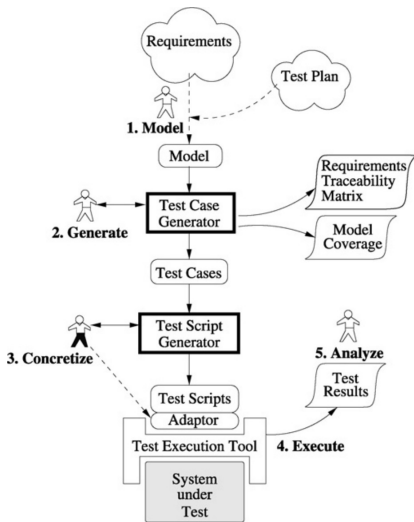 Requirements
Test Plan
1. Model
Model
Requirements
Traceability
Matrix
Test Case
Generator
2. Generate
Model
Coverage
Test Cases
Test Script
Generator
3. Concretize
5. Analyze
Test
Results
Test Scripts
Adaptor
Test Execution Tool
4. Execute
System
under
Test